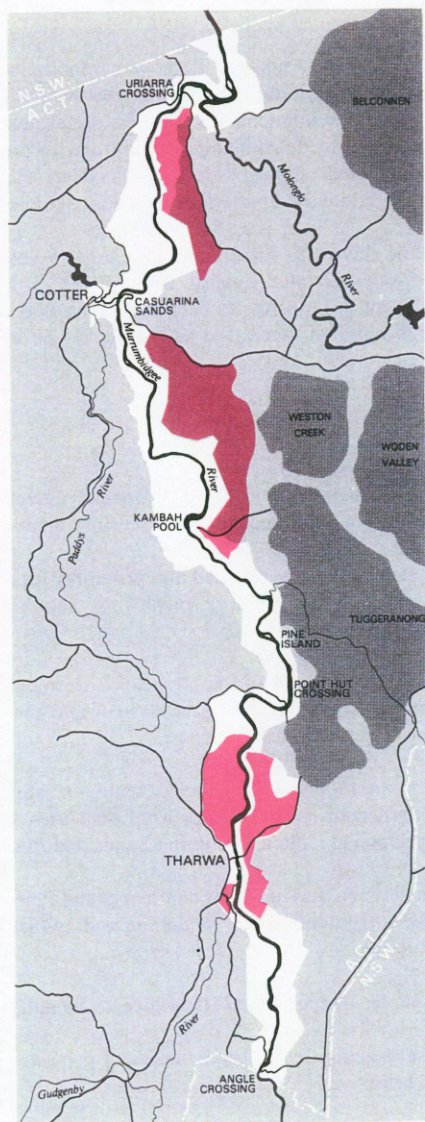 N.S.W.
A.C.T.
URIARRA
CROSSING
BELCONNEN
Molonglo
River
COTTER
CASUARINA
SANDS
Murrumbidgee
River
WESTON
CREEK
WODEN
VALLEY
Paddys
River
KAMBAH
POOL
TUGGERANONG
PINE
ISLAND
POINT HUT
CROSSING
THARWA
A.C.T.
N.S.W.
River
Gudgenby
ANGLE
CROSSING